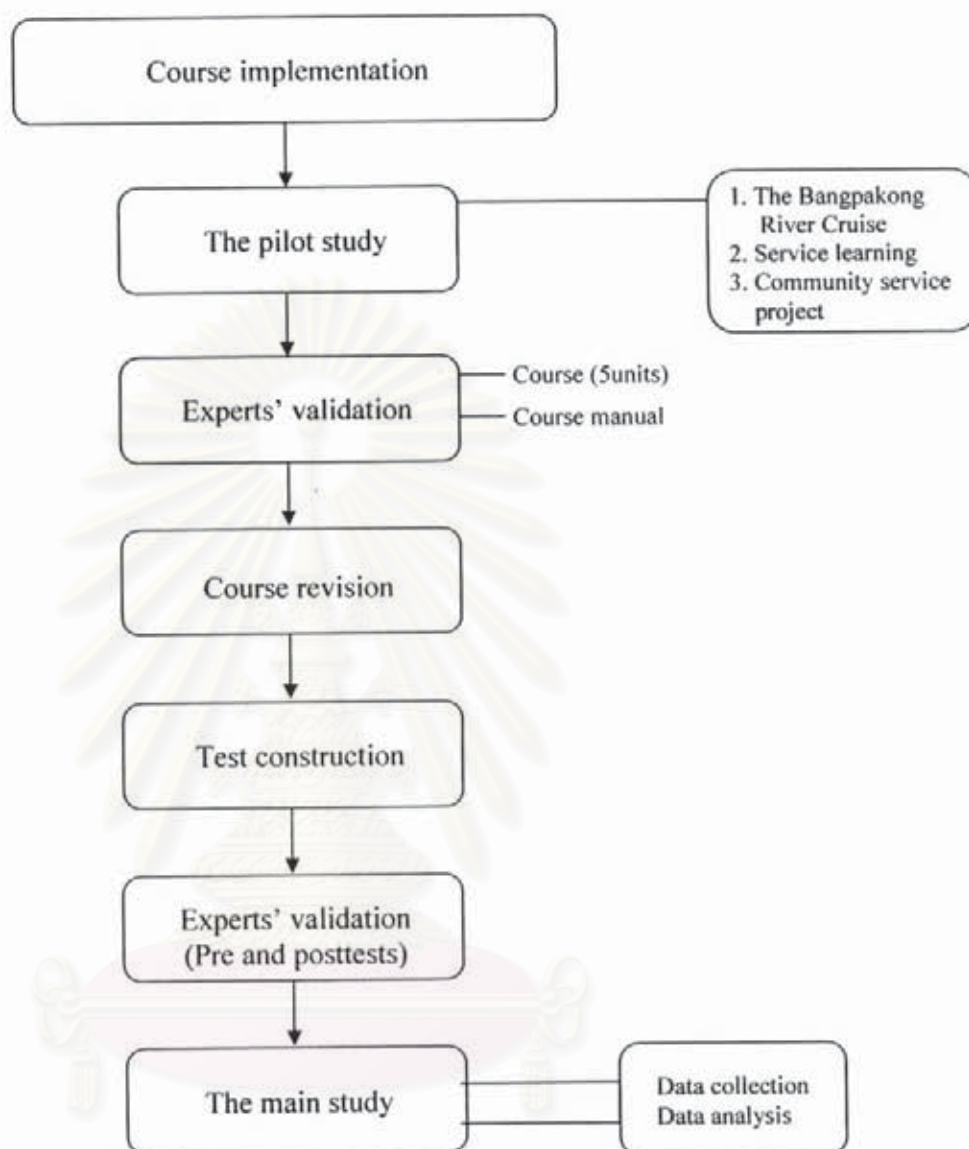 Course implementation
The pilot study
1. The Bangpakong
River Cruise
2. Service learning
3. Community service
project
Experts’ validation
Course (5units)
Course manual
Course revision
Test construction
Experts’ validation
(Pre and posttests)
The main study
Data collection
Data analysis